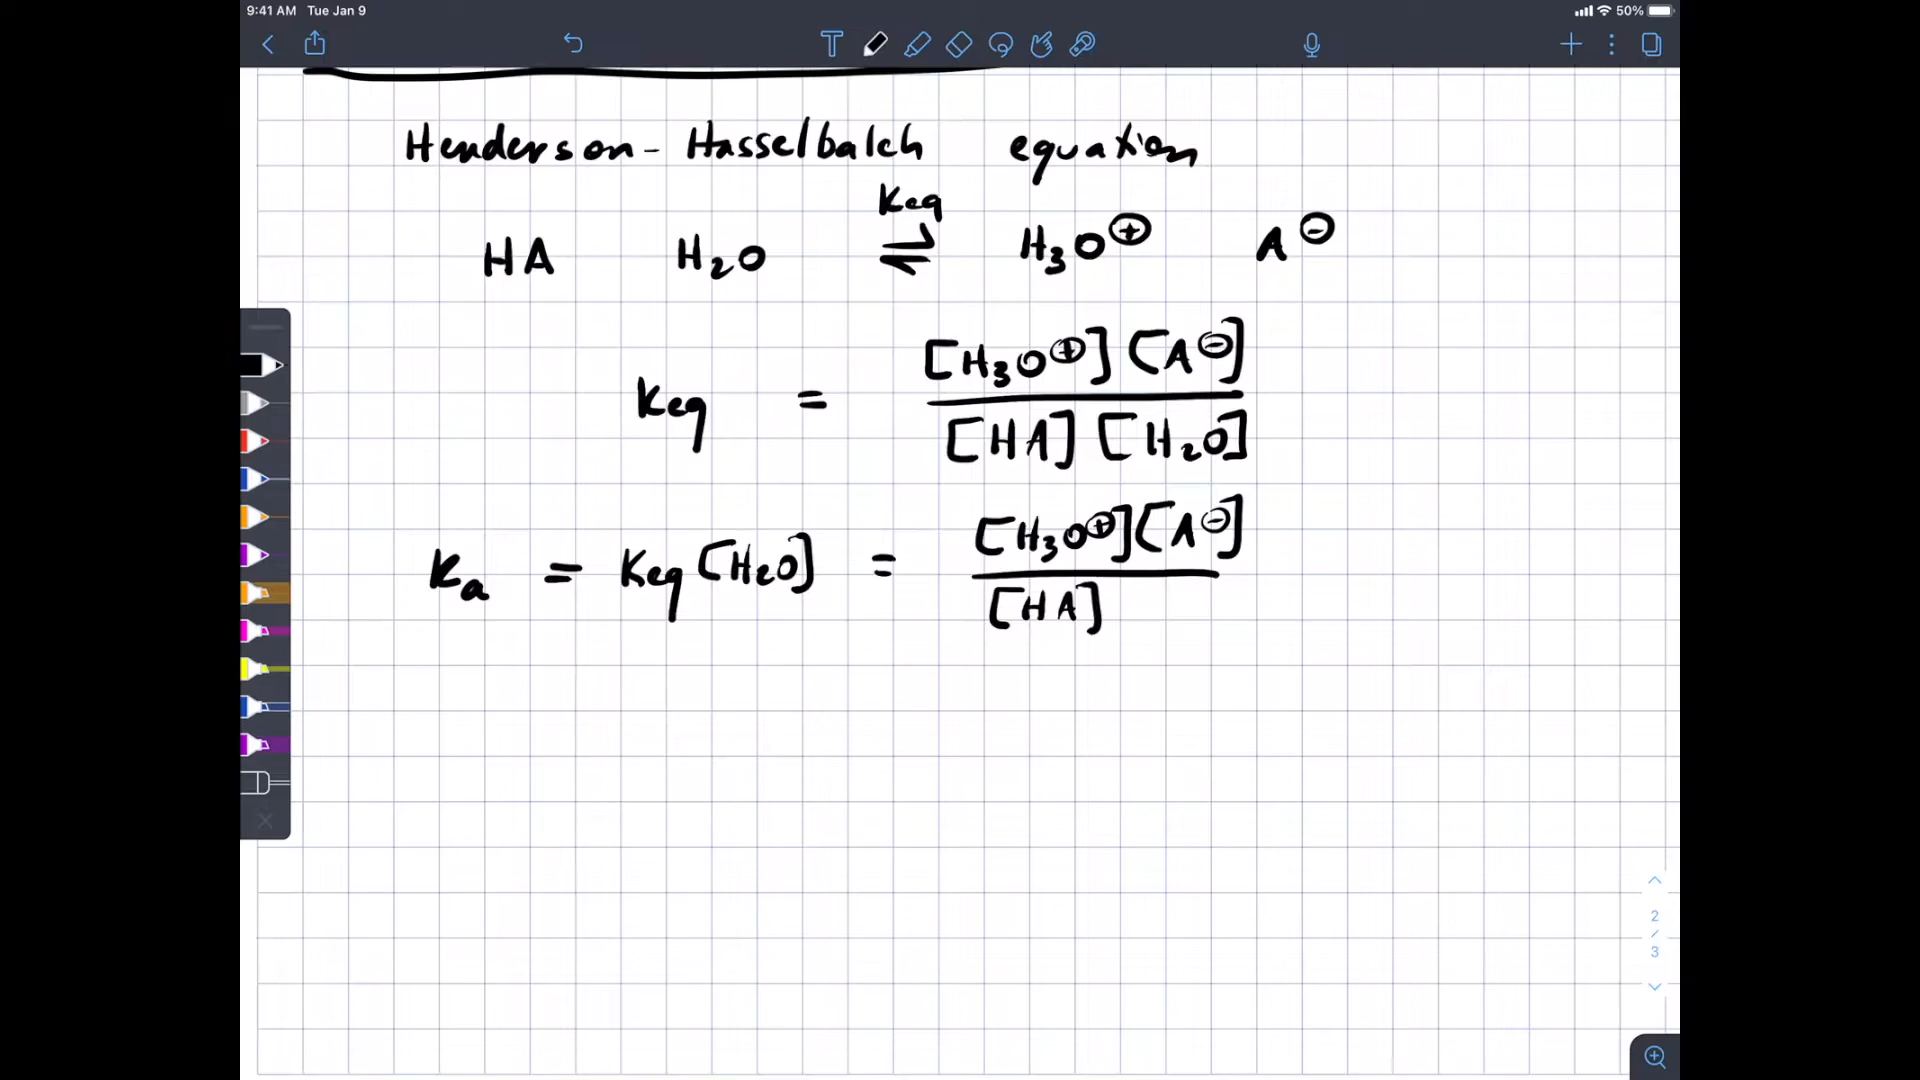 9:41 AM Tue Jan 9 50%
Henderson-Hasselbalch equation
Keq
HA H₂O ⇌ H₃O⊕ A⊖
Keq = [H₃O⊕][A⊖] / [HA][H₂O]
Ka = Keq[H₂O] = [H₃O⊕][A⊖] / [HA]
2
/
3